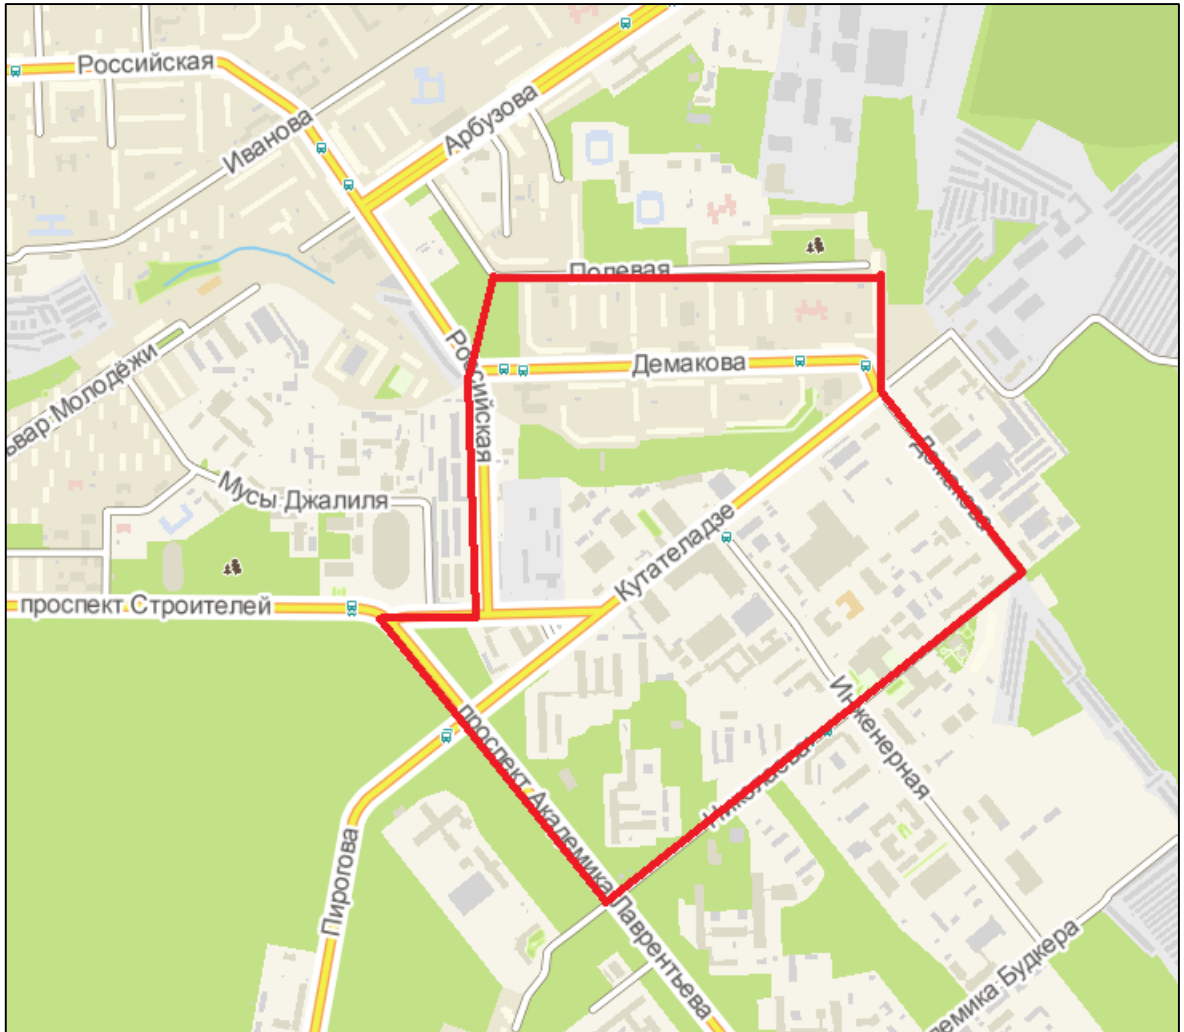 Российская
Арбузова
Иванова
Полевая
Российская
Демакова
ьвар Молодёжи
Мусы Джалиля
Демакова
Кутателадзе
проспект Строителей
Инженерная
проспект Академика Лаврентьева
Николаева
Пирогова
демика Будкера